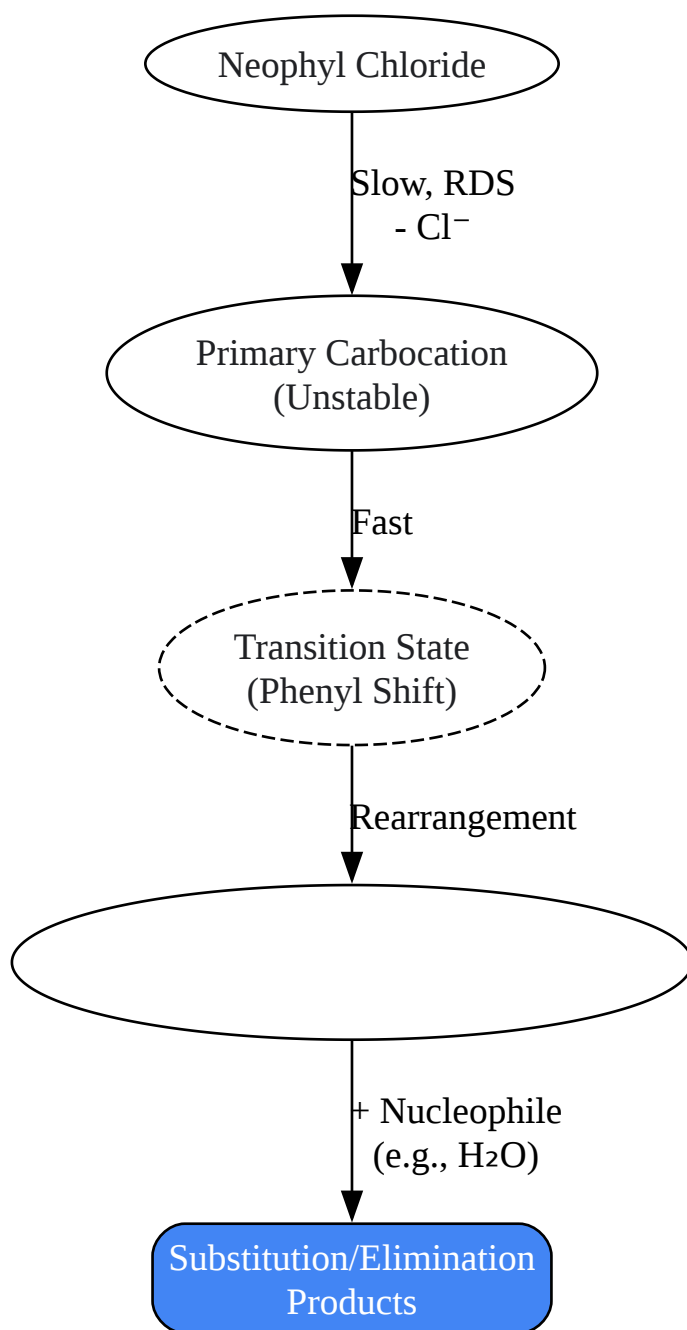 Neophyl Chloride
Slow, RDS
- Cl⁻
Primary Carbocation
(Unstable)
Fast
Transition State
(Phenyl Shift)
Rearrangement
+ Nucleophile
(e.g., H₂O)
Substitution/Elimination
Products